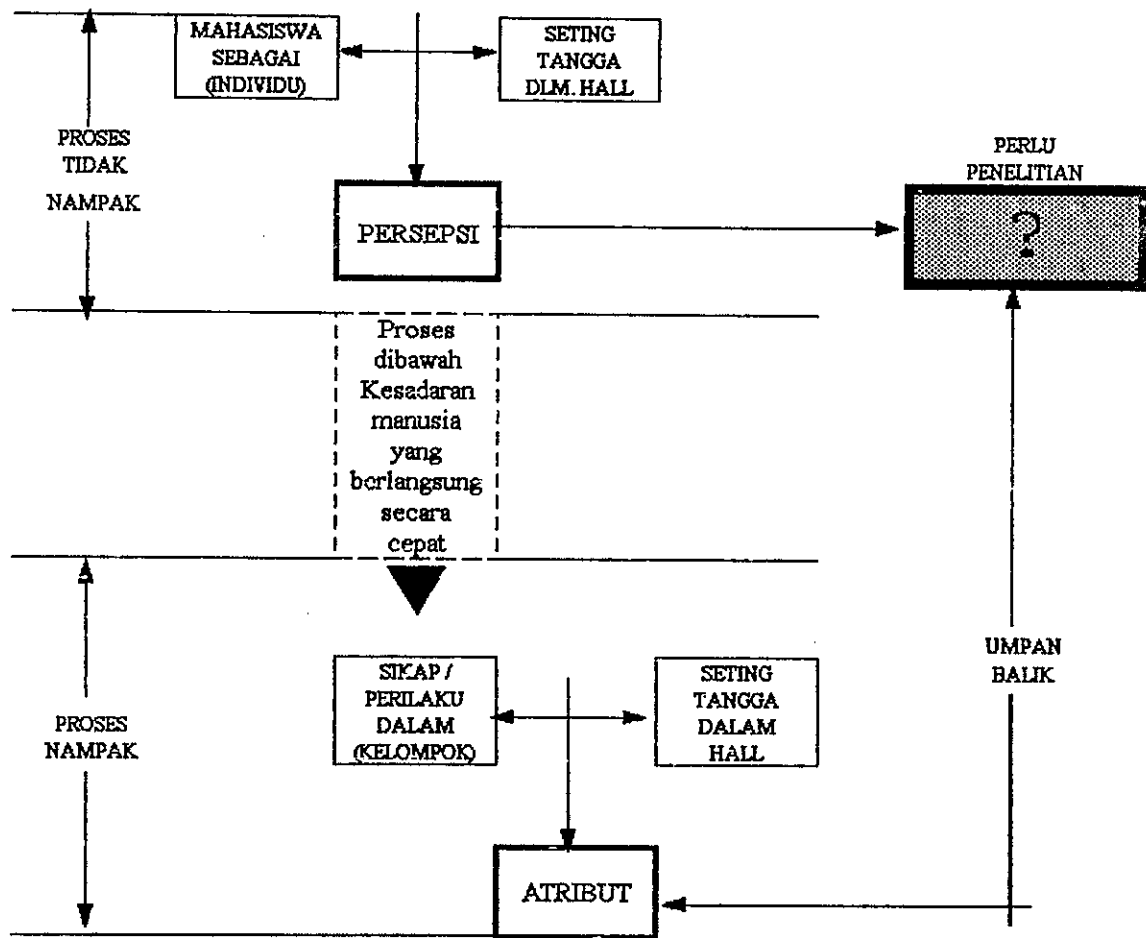 MAHASISWA
SEBAGAI
(INDIVIDU)
SETING
TANGGA
DLM. HALL
PROSES
TIDAK
NAMPAK
PERLU
PENELITIAN
?
PERSEPSI
Proses
dibawah
Kesadaran
manusia
yang
berlangsung
secara
cepat
SIKAP /
PERILAKU
DALAM
(KELOMPOK)
SETING
TANGGA
DALAM
HALL
UMPAN
BALIK
PROSES
NAMPAK
ATRIBUT